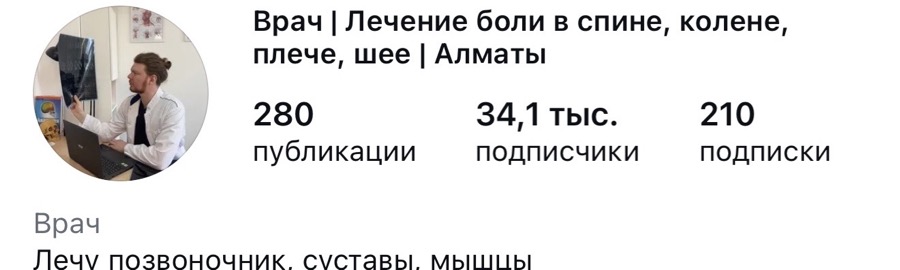 Врач | Лечение боли в спине, колене,
плече, шее | Алматы
280
34,1 тыс.
210
публикации
подписчики
подписки
Врач
Лечу позвоночник, суставы, мышцы